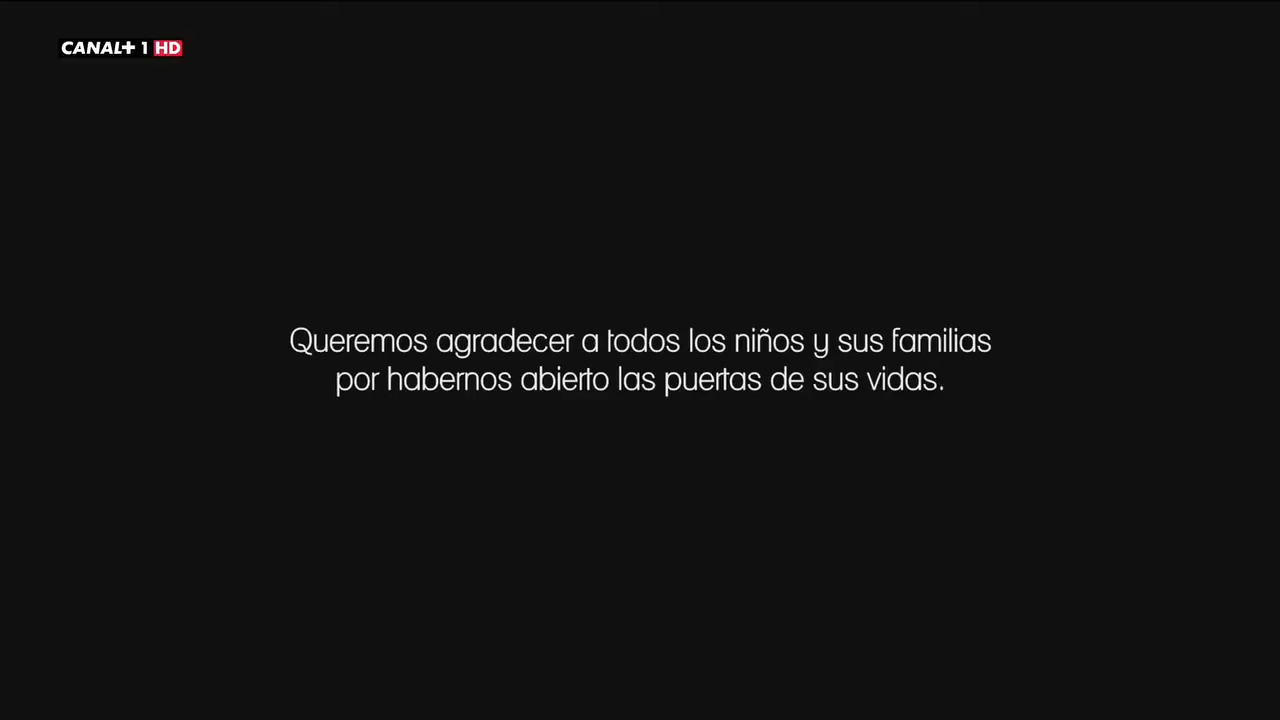 CANAL+ 1 HD
Queremos agradecer a todos los niños y sus familias
por habernos abierto las puertas de sus vidas.